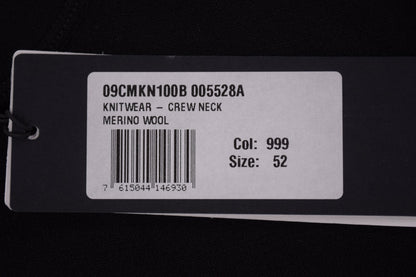 09CMKN100B 005528A
KNITWEAR – CREW NECK
MERINO WOOL
Col: 999
Size: 52
7 615044 146930